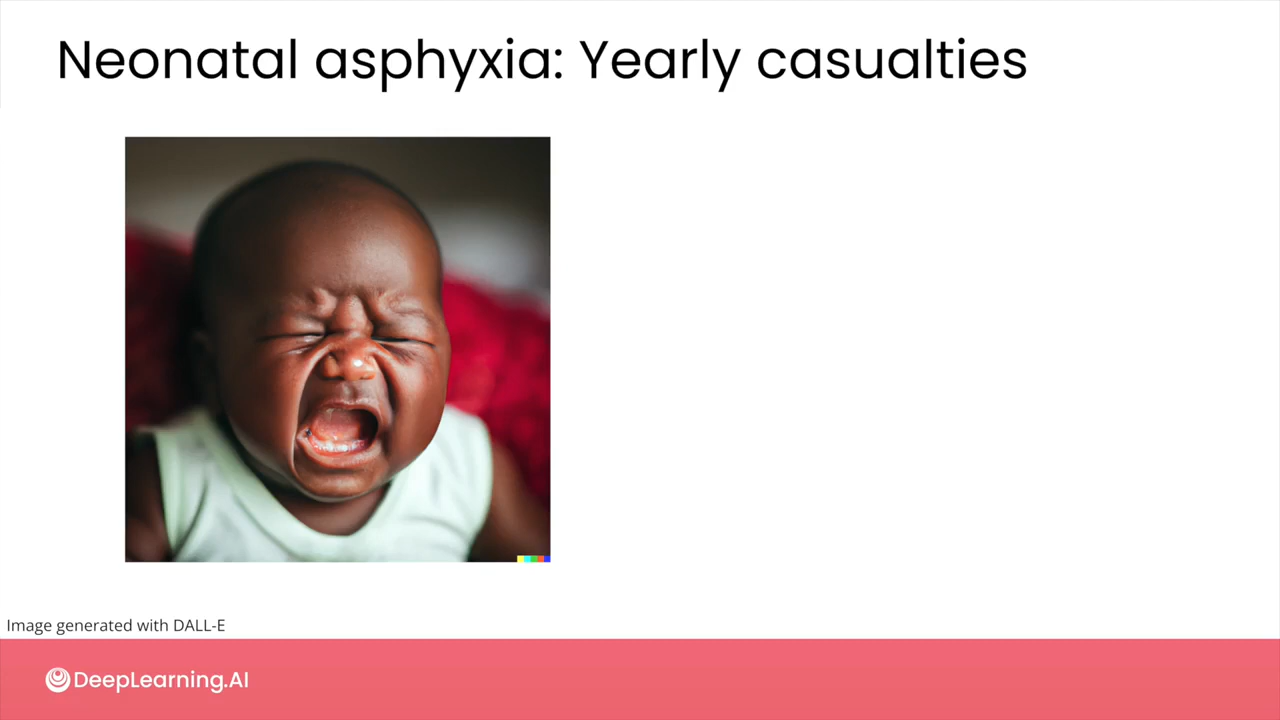 Neonatal asphyxia: Yearly casualties
Image generated with DALL-E
DeepLearning.AI